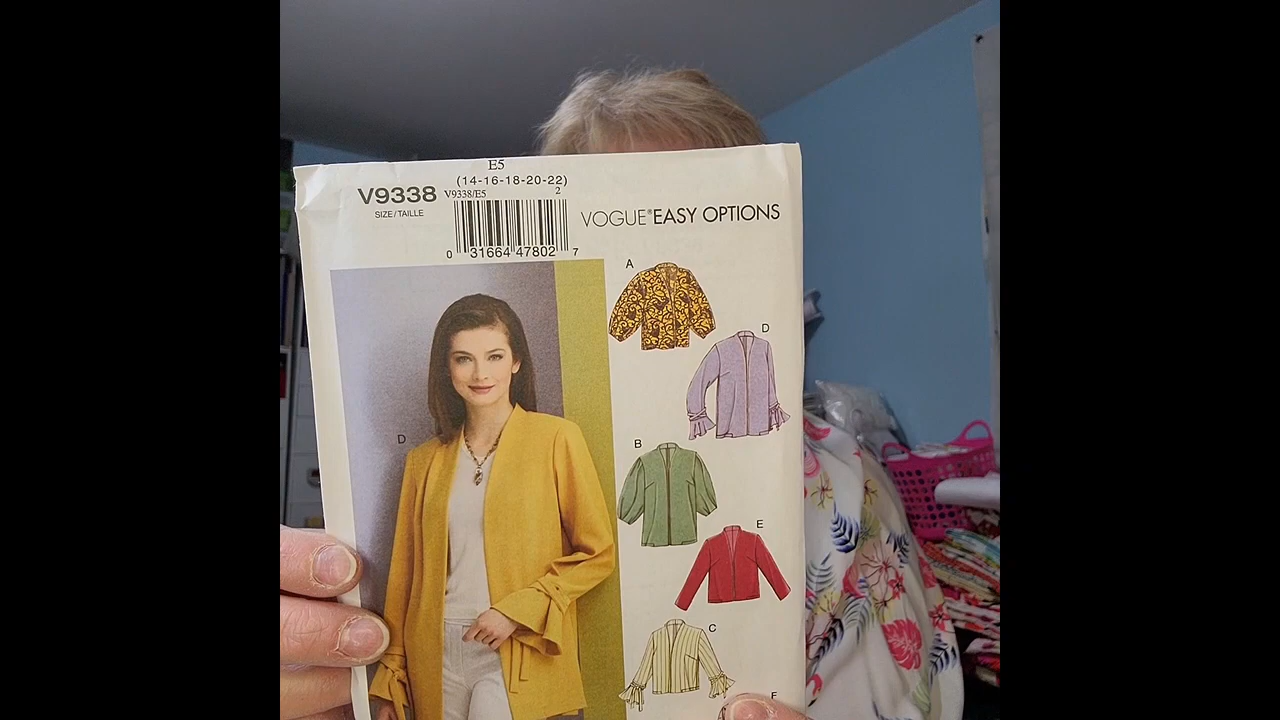 E5
(14-16-18-20-22)
V9338
V9338/E5
2
SIZE/TAILLE
0 31664 47802 7
VOGUE® EASY OPTIONS
A
D
D
B
E
C
F